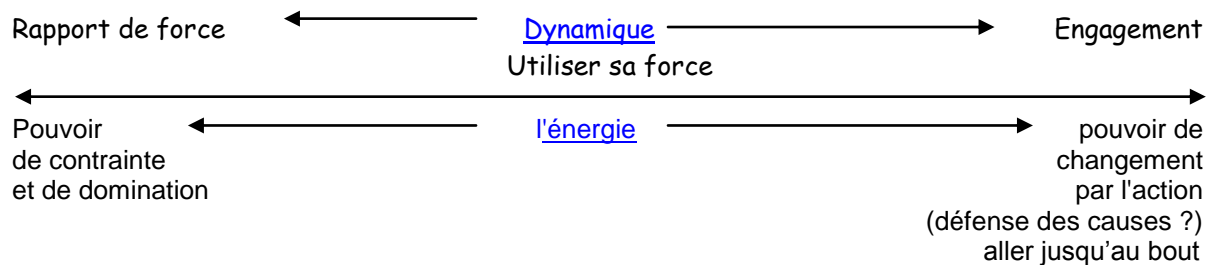 Rapport de force Dynamique Engagement
Utiliser sa force
Pouvoir l'énergie pouvoir de
de contrainte changement
et de domination par l'action
(défense des causes ?)
aller jusqu'au bout